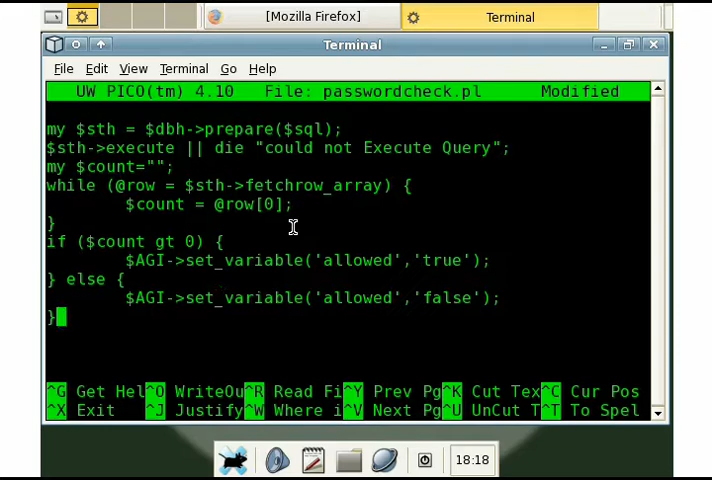 [Mozilla Firefox]
Terminal
Terminal
File Edit View Terminal Go Help
UW PICO(tm) 4.10 File: passwordcheck.pl Modified
my $sth = $dbh->prepare($sql);
$sth->execute || die "could not Execute Query";
my $count="";
while (@row = $sth->fetchrow_array) {
$count = @row[0];
}
if ($count gt 0) {
$AGI->set_variable('allowed','true');
} else {
$AGI->set_variable('allowed','false');
}
^G Get Hel^O WriteOu^R Read Fi^Y Prev Pg^K Cut Tex^C Cur Pos
^X Exit ^J Justify^W Where i^V Next Pg^U UnCut T^T To Spel
18:18